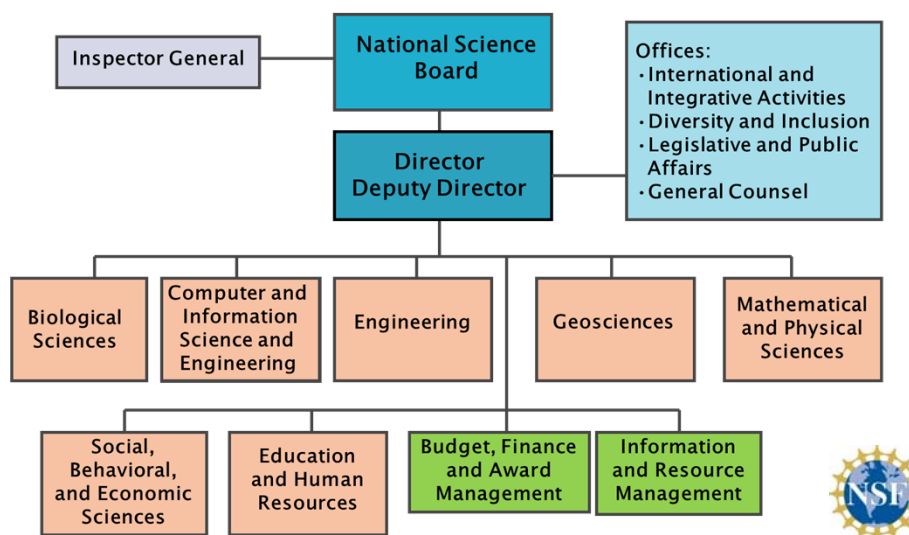 Inspector General
National Science
Board
Offices:
· International and
Integrative Activities
· Diversity and Inclusion
· Legislative and Public
Affairs
· General Counsel
Director
Deputy Director
Biological
Sciences
Computer and
Information
Science and
Engineering
Engineering
Geosciences
Mathematical
and Physical
Sciences
Social,
Behavioral,
and Economic
Sciences
Education
and Human
Resources
Budget, Finance
and Award
Management
Information
and Resource
Management
NSF